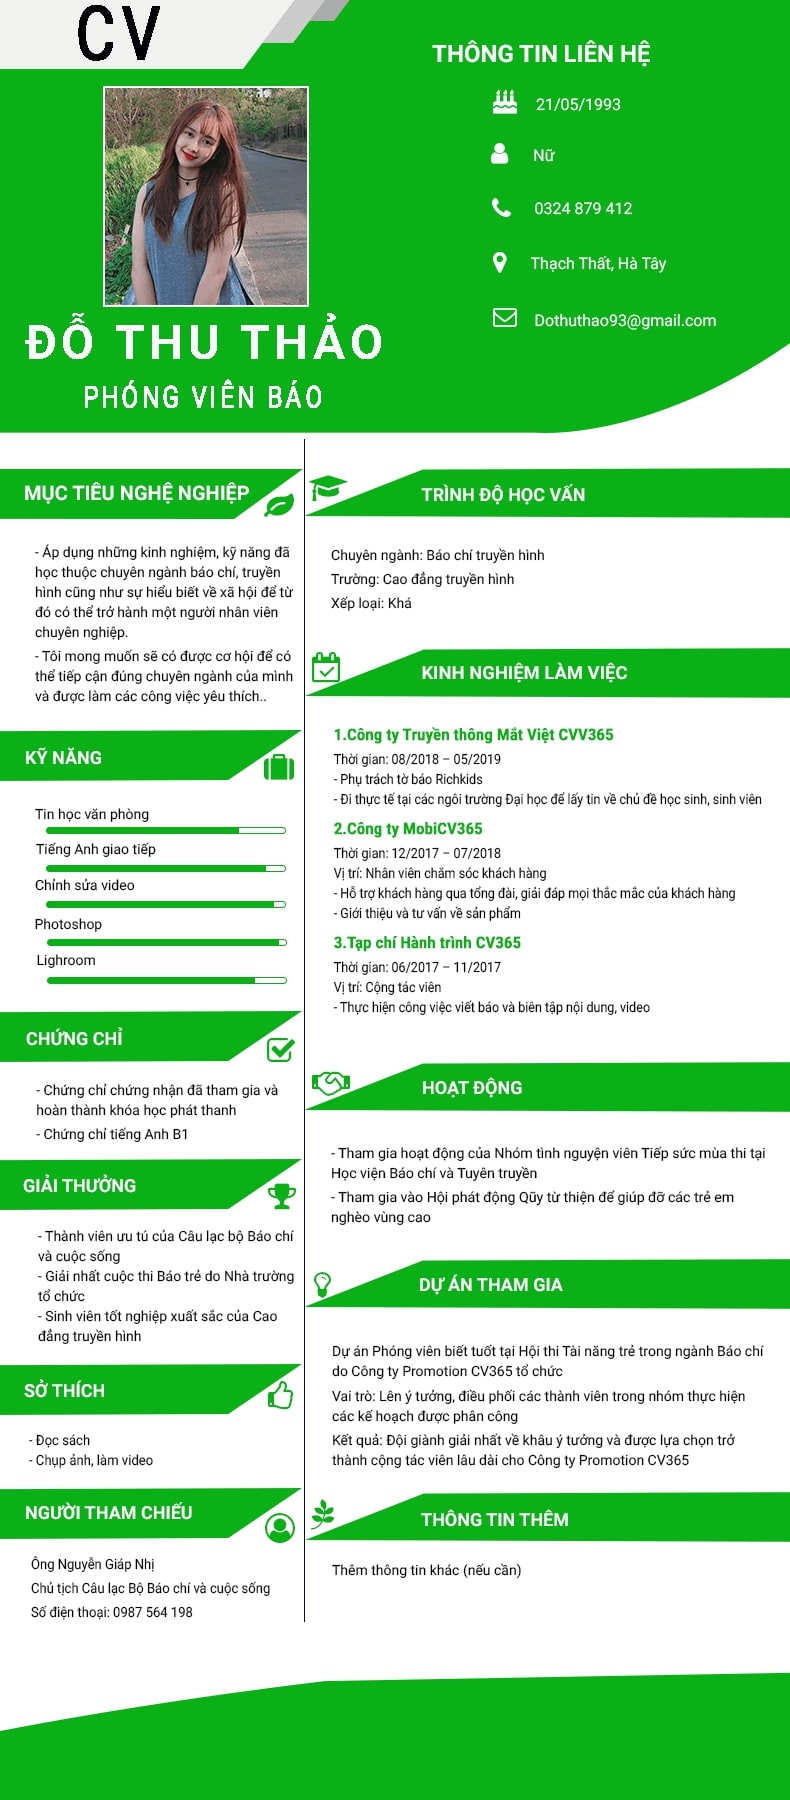 CV
ĐỖ THU THẢO
PHÓNG VIÊN BÁO
THÔNG TIN LIÊN HỆ
21/05/1993
Nữ
0324 879 412
Thạch Thất, Hà Tây
Dothuthao93@gmail.com
MỤC TIÊU NGHỆ NGHIỆP
- Áp dụng những kinh nghiệm, kỹ năng đã
học thuộc chuyên ngành báo chí, truyền
hình cũng như sự hiểu biết về xã hội để từ
đó có thể trở hành một người nhân viên
chuyên nghiệp.
- Tôi mong muốn sẽ có được cơ hội để có
thể tiếp cận đúng chuyên ngành của mình
và được làm các công việc yêu thích..
KỸ NĂNG
Tin học văn phòng
Tiếng Anh giao tiếp
Chỉnh sửa video
Photoshop
Lighroom
CHỨNG CHỈ
- Chứng chỉ chứng nhận đã tham gia và
hoàn thành khóa học phát thanh
- Chứng chỉ tiếng Anh B1
GIẢI THƯỞNG
- Thành viên ưu tú của Câu lạc bộ Báo chí
và cuộc sống
- Giải nhất cuộc thi Báo trẻ do Nhà trường
tổ chức
- Sinh viên tốt nghiệp xuất sắc của Cao
đẳng truyền hình
SỞ THÍCH
- Đọc sách
- Chụp ảnh, làm video
NGƯỜI THAM CHIẾU
Ông Nguyễn Giáp Nhị
Chủ tịch Câu lạc Bộ Báo chí và cuộc sống
Số điện thoại: 0987 564 198
TRÌNH ĐỘ HỌC VẤN
Chuyên ngành: Báo chí truyền hình
Trường: Cao đẳng truyền hình
Xếp loại: Khá
KINH NGHIỆM LÀM VIỆC
1.Công ty Truyền thông Mắt Việt CVV365
Thời gian: 08/2018 – 05/2019
- Phụ trách tờ báo Richkids
- Đi thực tế tại các ngôi trường Đại học để lấy tin về chủ đề học sinh, sinh viên
2.Công ty MobiCV365
Thời gian: 12/2017 – 07/2018
Vị trí: Nhân viên chăm sóc khách hàng
- Hỗ trợ khách hàng qua tổng đài, giải đáp mọi thắc mắc của khách hàng
- Giới thiệu và tư vấn về sản phẩm
3.Tạp chí Hành trình CV365
Thời gian: 06/2017 – 11/2017
Vị trí: Cộng tác viên
- Thực hiện công việc viết báo và biên tập nội dung, video
HOẠT ĐỘNG
- Tham gia hoạt động của Nhóm tình nguyện viên Tiếp sức mùa thi tại
Học viện Báo chí và Tuyên truyền
- Tham gia vào Hội phát động Qũy từ thiện để giúp đỡ các trẻ em
nghèo vùng cao
DỰ ÁN THAM GIA
Dự án Phóng viên biết tuốt tại Hội thi Tài năng trẻ trong ngành Báo chí
do Công ty Promotion CV365 tổ chức
Vai trò: Lên ý tưởng, điều phối các thành viên trong nhóm thực hiện
các kế hoạch được phân công
Kết quả: Đội giành giải nhất về khâu ý tưởng và được lựa chọn trở
thành cộng tác viên lâu dài cho Công ty Promotion CV365
THÔNG TIN THÊM
Thêm thông tin khác (nếu cần)